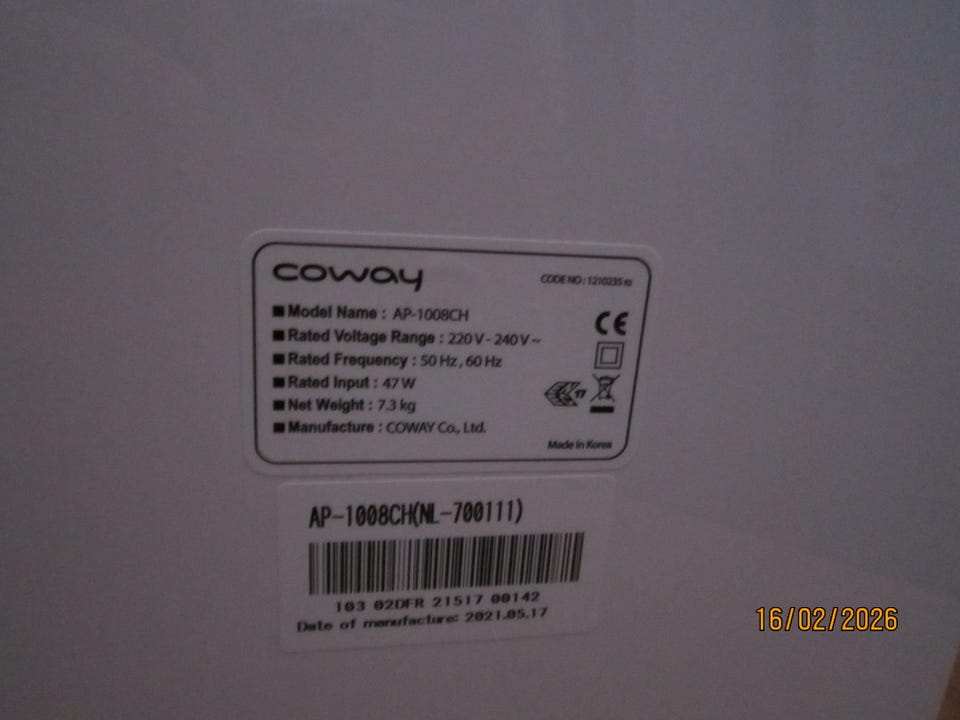 coway
CODE NO : 1210235
■ Model Name : AP-1008CH
■ Rated Voltage Range : 220 V - 240 V ~
■ Rated Frequency : 50 Hz , 60 Hz
■ Rated Input : 47 W
■ Net Weight : 7.3 kg
■ Manufacture : COWAY Co., Ltd.
CE
17
Made in Korea
AP-1008CH(NL-700111)
103 02DFR 21517 00142
Date of manufacture: 2021.05.17
16/02/2026